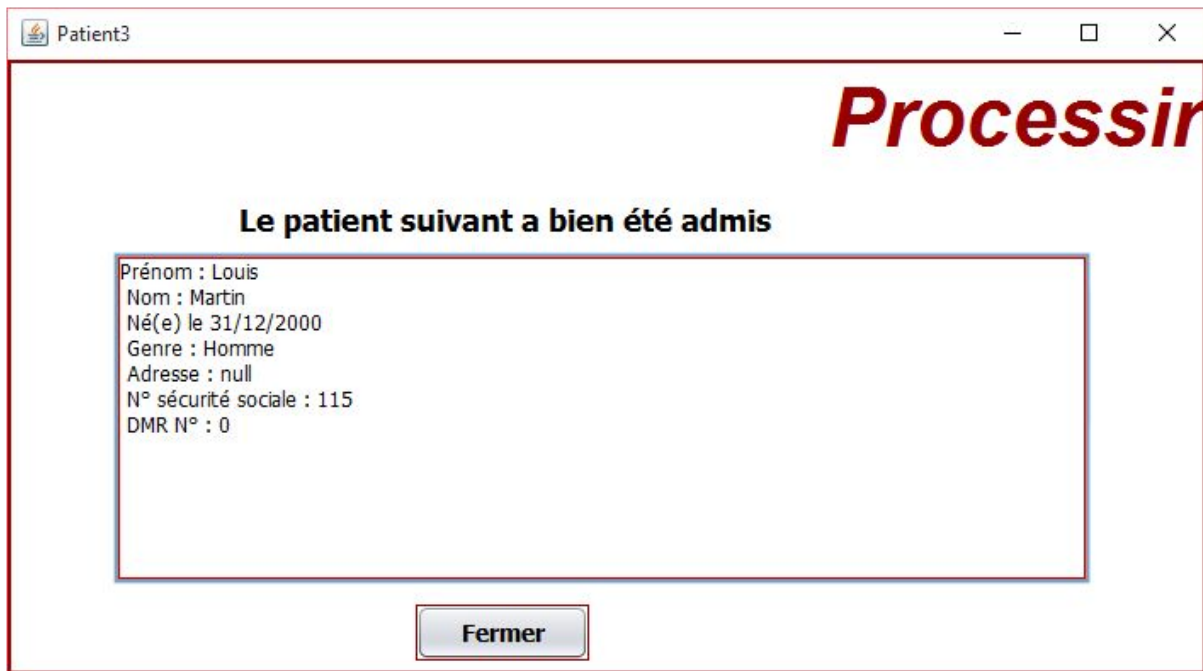 Patient3
Processin
Le patient suivant a bien été admis
Prénom : Louis
Nom : Martin
Né(e) le 31/12/2000
Genre : Homme
Adresse : null
N° sécurité sociale : 115
DMR N° : 0
Fermer